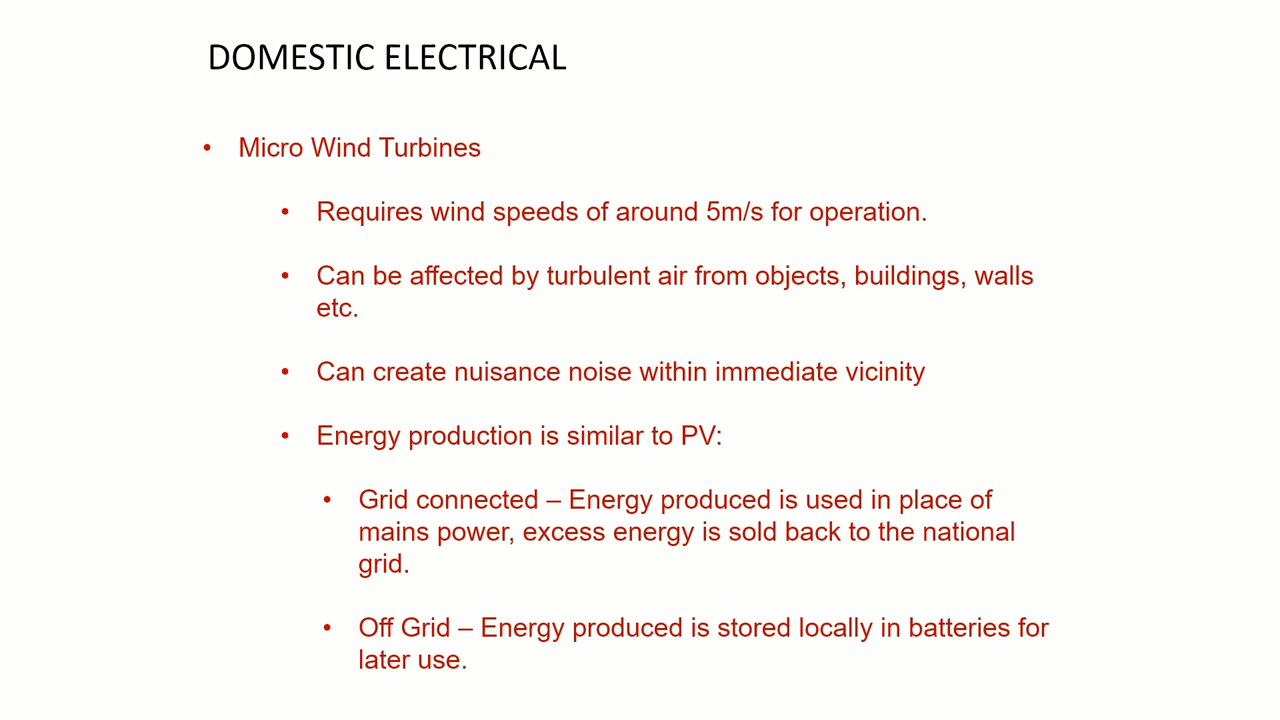 DOMESTIC ELECTRICAL
• Micro Wind Turbines
• Requires wind speeds of around 5m/s for operation.
• Can be affected by turbulent air from objects, buildings, walls
etc.
• Can create nuisance noise within immediate vicinity
• Energy production is similar to PV:
• Grid connected – Energy produced is used in place of
mains power, excess energy is sold back to the national
grid.
• Off Grid – Energy produced is stored locally in batteries for
later use.